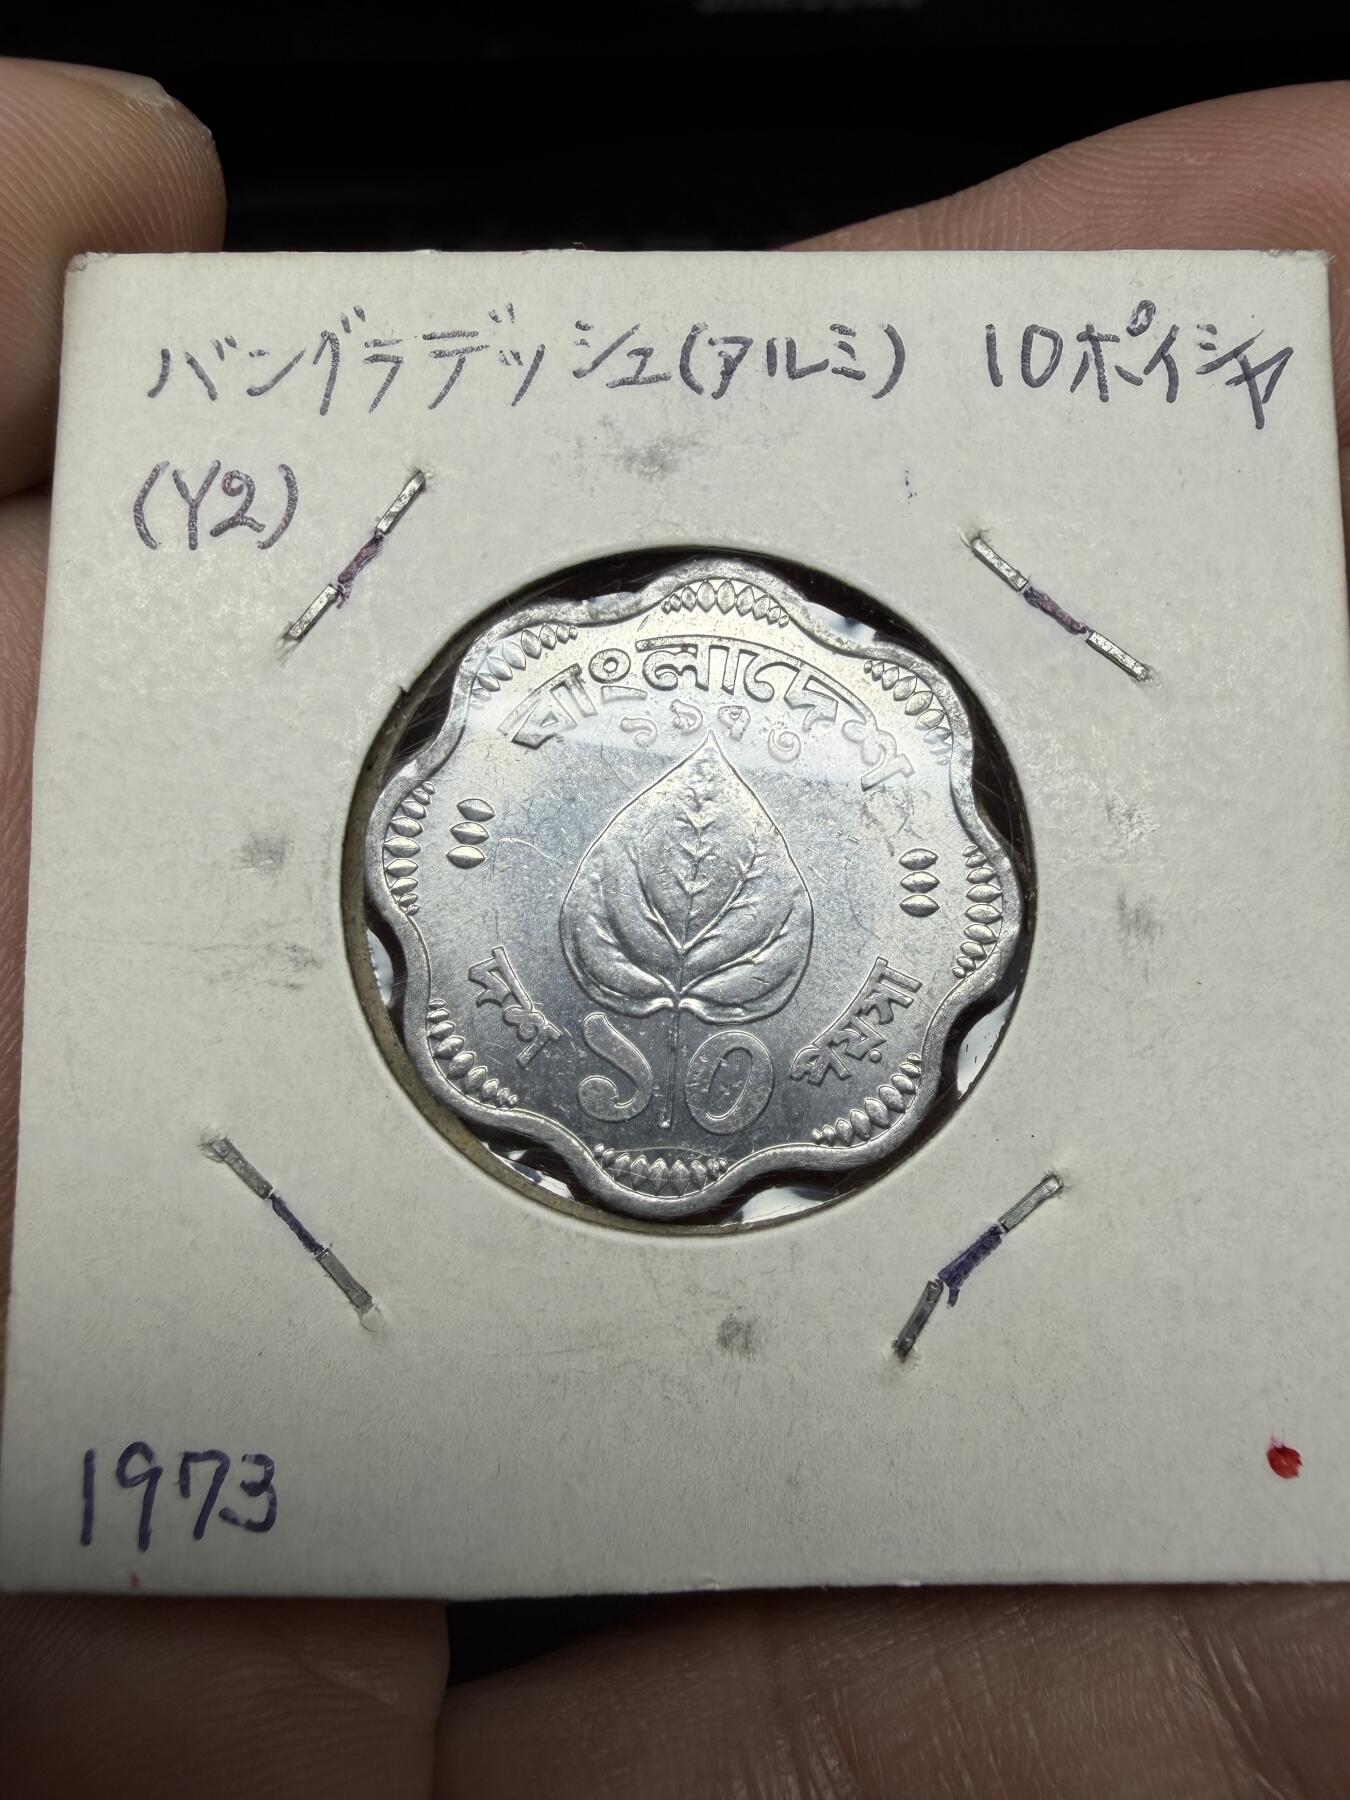 バングラデッシュ(アルミ) 10ポイシャ
(Y2)
বাংলাদেশ
১৯৭৩
দশ ১০ পয়সা
1973